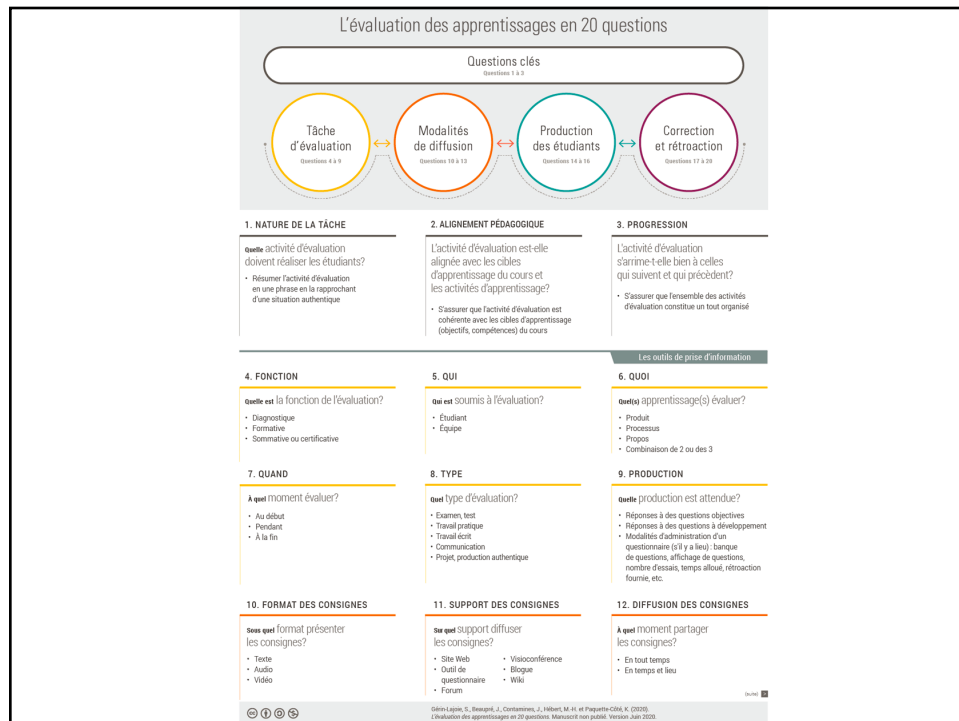 L'évaluation des apprentissages en 20 questions
Questions clés
Questions 1 à 3
Tâche
d'évaluation
Questions 4 à 9
Modalités
de diffusion
Questions 10 à 13
Production
des étudiants
Questions 14 à 16
Correction
et rétroaction
Questions 17 à 20
1. NATURE DE LA TÂCHE
Quelle activité d'évaluation
doivent réaliser les étudiants?
• Résumer l'activité d'évaluation
en une phrase en la rapprochant
d'une situation authentique
2. ALIGNEMENT PÉDAGOGIQUE
L'activité d'évaluation est-elle
alignée avec les cibles
d'apprentissage du cours et
les activités d'apprentissage?
• S'assurer que l'activité d'évaluation est
cohérente avec les cibles d'apprentissage
(objectifs, compétences) du cours
3. PROGRESSION
L'activité d'évaluation
s'arrime-t-elle bien à celles
qui suivent et qui précèdent?
• S'assurer que l'ensemble des activités
d'évaluation constitue un tout organisé
Les outils de prise d'information
4. FONCTION
Quelle est la fonction de l'évaluation?
• Diagnostique
• Formative
• Sommative ou certificative
5. QUI
Qui est soumis à l'évaluation?
• Étudiant
• Équipe
6. QUOI
Quel(s) apprentissage(s) évaluer?
• Produit
• Processus
• Propos
• Combinaison de 2 ou des 3
7. QUAND
À quel moment évaluer?
• Au début
• Pendant
• À la fin
8. TYPE
Quel type d'évaluation?
• Examen, test
• Travail pratique
• Travail écrit
• Communication
• Projet, production authentique
9. PRODUCTION
Quelle production est attendue?
• Réponses à des questions objectives
• Réponses à des questions à développement
• Modalités d'administration d'un
questionnaire (s'il y a lieu) : banque
de questions, affichage de questions,
nombre d'essais, temps alloué, rétroaction
fournie, etc.
10. FORMAT DES CONSIGNES
Sous quel format présenter
les consignes?
• Texte
• Audio
• Vidéo
11. SUPPORT DES CONSIGNES
Sur quel support diffuser
les consignes?
• Site Web
• Outil de
questionnaire
• Forum
• Visioconférence
• Blogue
• Wiki
12. DIFFUSION DES CONSIGNES
À quel moment partager
les consignes?
• En tout temps
• En temps et lieu
(suite)
Gérin-Lajoie, S., Beaupré, J., Contamines, J., Hébert, M.-H. et Paquette-Côté, K. (2020).
L'évaluation des apprentissages en 20 questions. Manuscrit non publié. Version Juin 2020.